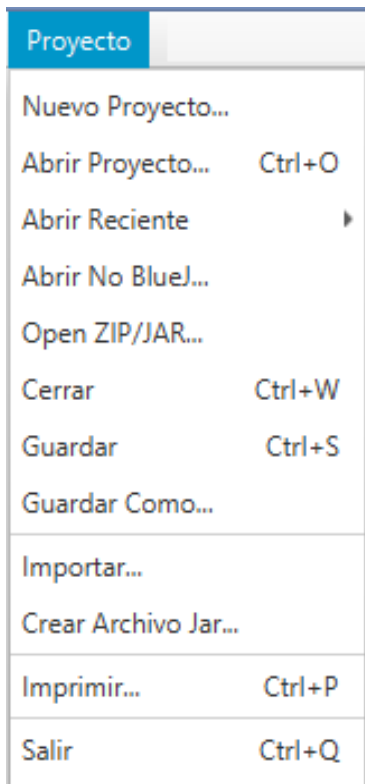 Proyecto
Nuevo Proyecto...
Abrir Proyecto... Ctrl+O
Abrir Reciente
Abrir No BlueJ...
Open ZIP/JAR...
Cerrar Ctrl+W
Guardar Ctrl+S
Guardar Como...
Importar...
Crear Archivo Jar...
Imprimir... Ctrl+P
Salir Ctrl+Q